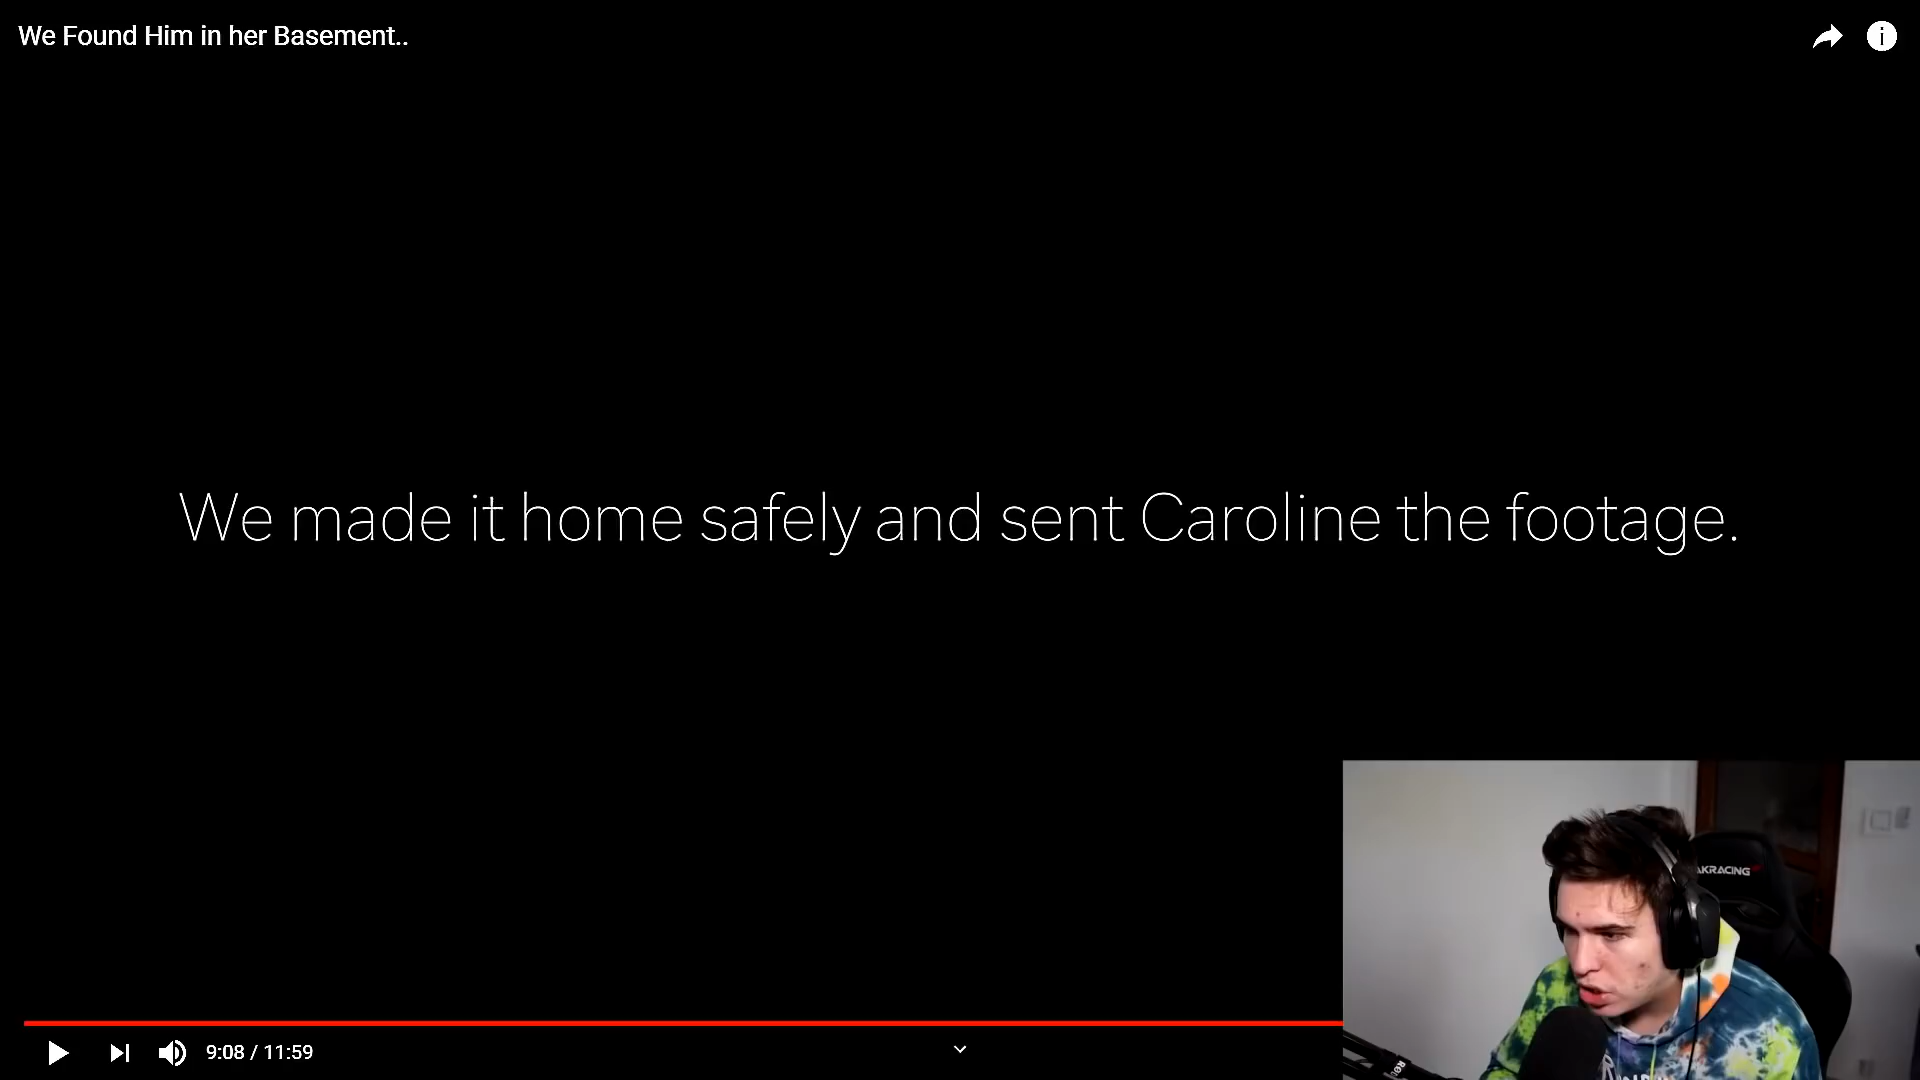 We Found Him in her Basement..
We made it home safely and sent Caroline the footage.
AKRACING
9:08 / 11:59